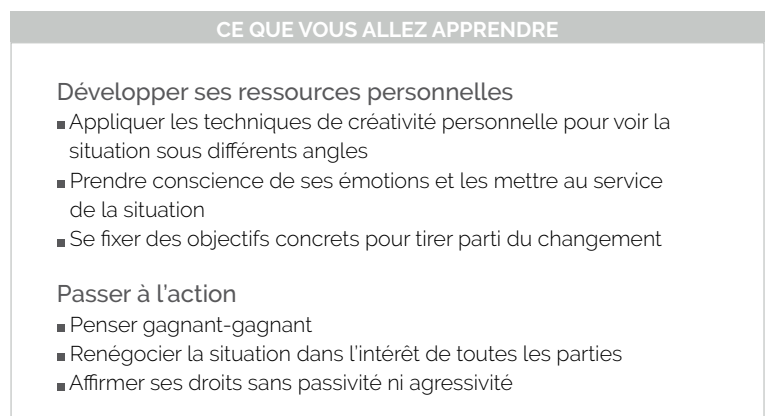 CE QUE VOUS ALLEZ APPRENDRE
Développer ses ressources personnelles
■ Appliquer les techniques de créativité personnelle pour voir la
situation sous différents angles
■ Prendre conscience de ses émotions et les mettre au service
de la situation
■ Se fixer des objectifs concrets pour tirer parti du changement
Passer à l'action
■ Penser gagnant-gagnant
■ Renégocier la situation dans l'intérêt de toutes les parties
■ Affirmer ses droits sans passivité ni agressivité